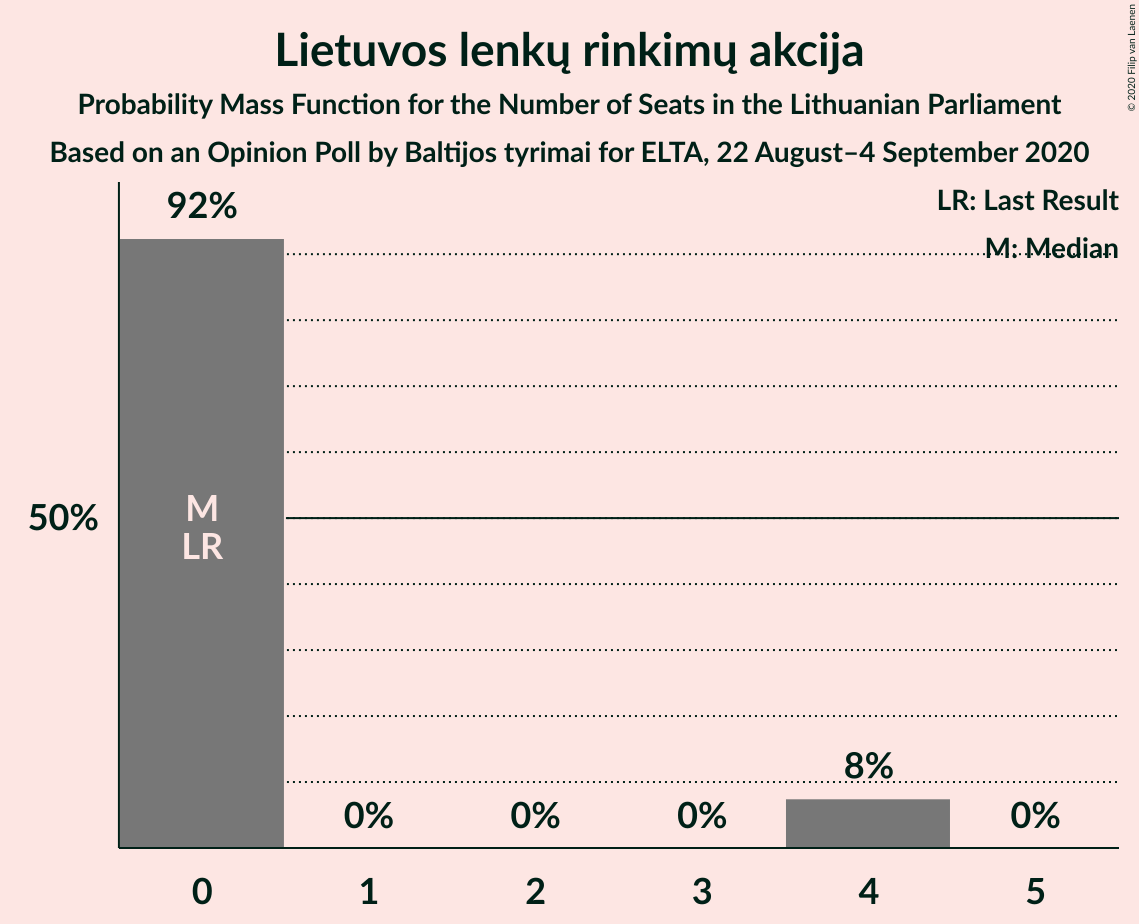 Lietuvos lenkų rinkimų akcija
Probability Mass Function for the Number of Seats in the Lithuanian Parliament
Based on an Opinion Poll by Baltijos tyrimai for ELTA, 22 August–4 September 2020
© 2020 Filip van Laenen
LR: Last Result
M: Median
92%
50%
M
LR
0%
0%
0%
8%
0%
0
1
2
3
4
5